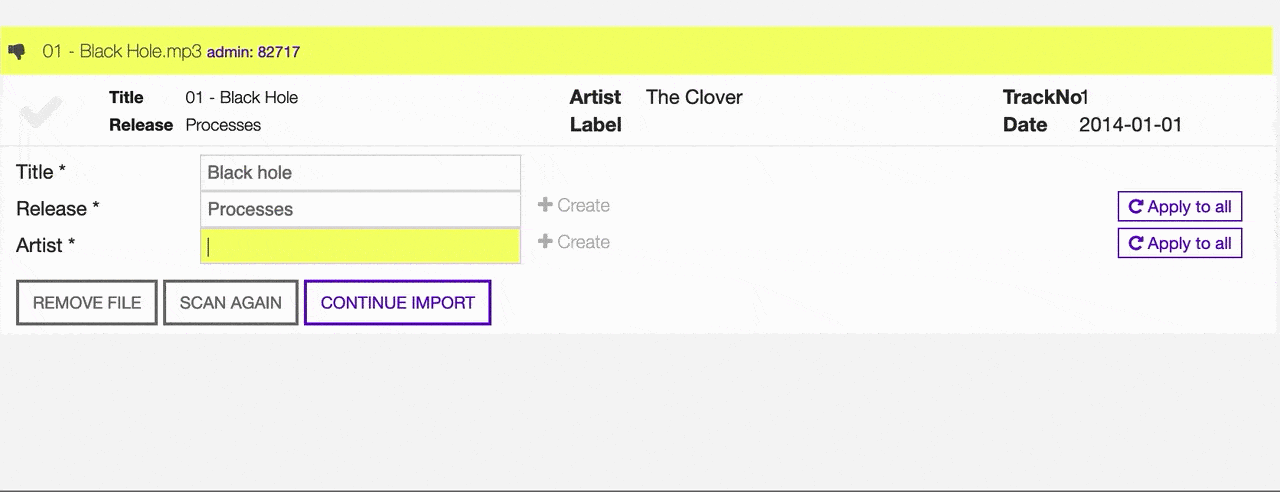 01 - Black Hole.mp3 admin: 82717
Title 01 - Black Hole Artist The Clover TrackNo 1
Release Processes Label Date 2014-01-01
Title * Black hole
Release * Processes Create Apply to all
Artist * Create Apply to all
REMOVE FILE SCAN AGAIN CONTINUE IMPORT